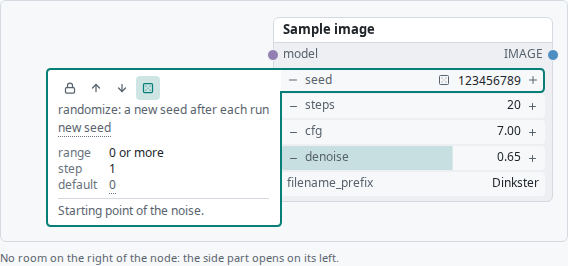 Sample image
model IMAGE
− seed 123456789 +
− steps 20 +
− cfg 7.00 +
− denoise 0.65 +
filename_prefix Dinkster
randomize: a new seed after each run
new seed
range 0 or more
step 1
default 0
Starting point of the noise.
No room on the right of the node: the side part opens on its left.